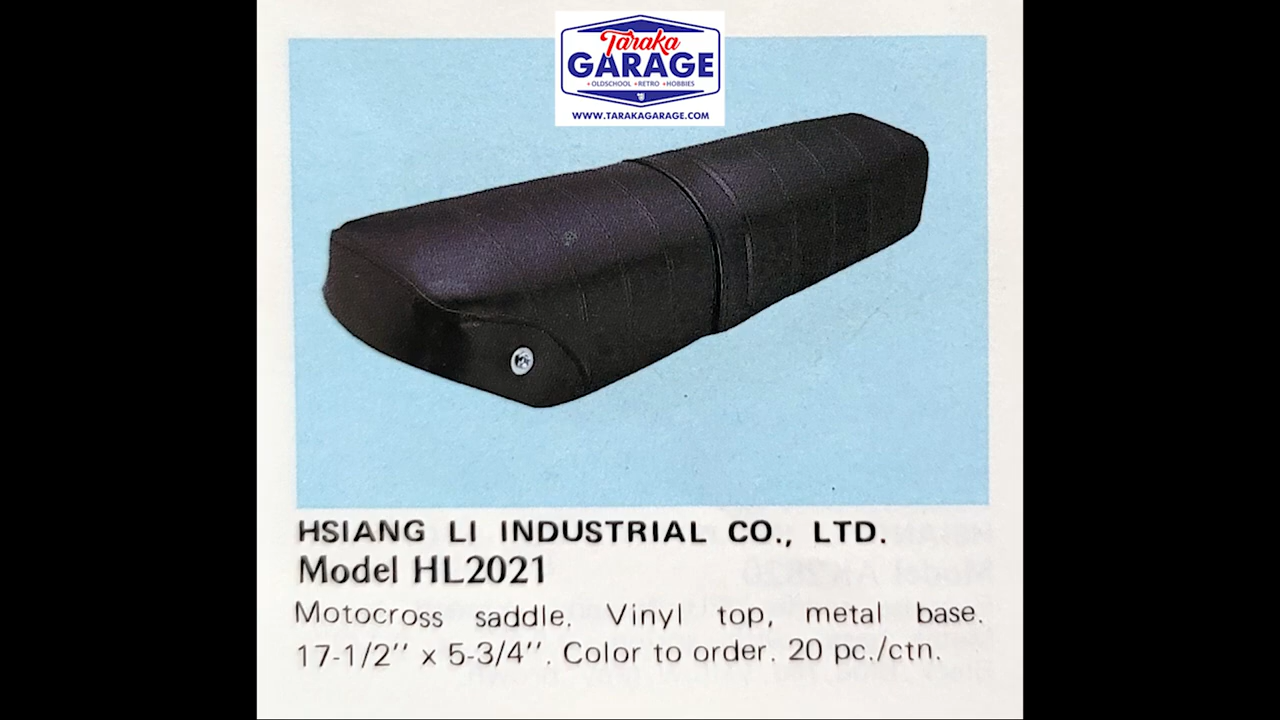 Taraka
GARAGE
+OLDSCHOOL +RETRO +HOBBIES
WWW.TARAKAGARAGE.COM
HSIANG LI INDUSTRIAL CO., LTD.
Model HL2021
Motocross saddle. Vinyl top, metal base.
17-1/2" x 5-3/4". Color to order. 20 pc./ctn.